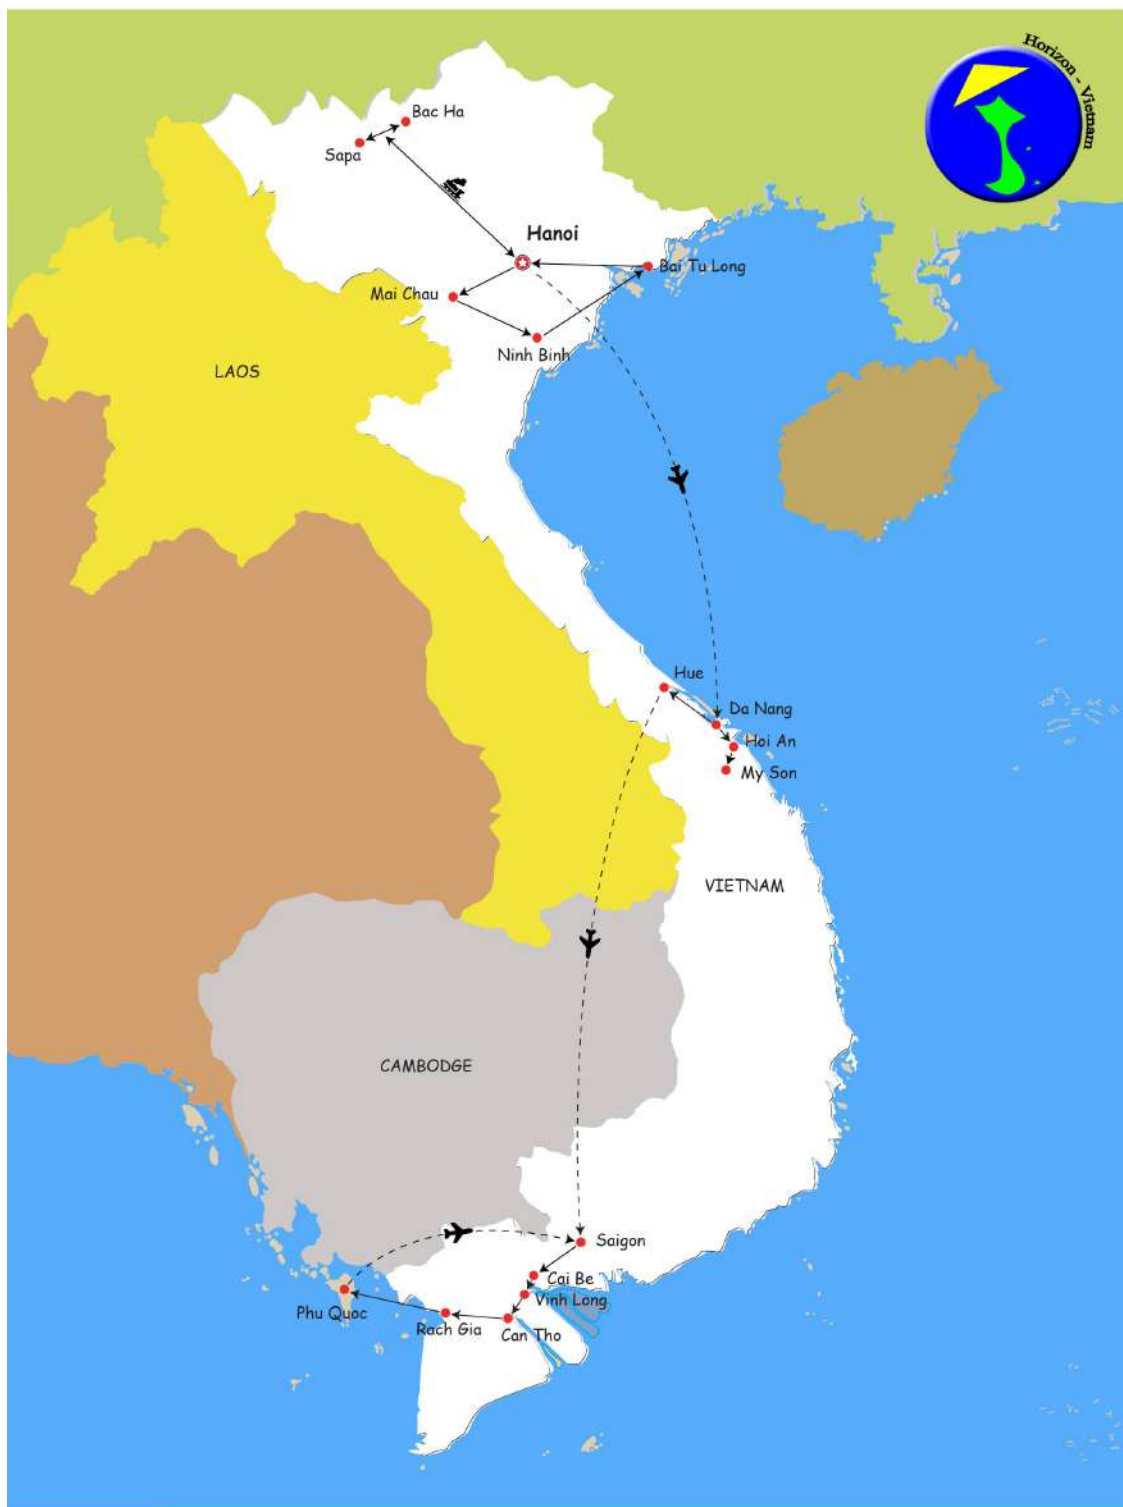 Horizon - Vietnam
Bac Ha
Sapa
Hanoi
Bai Tu Long
Mai Chau
Ninh Binh
LAOS
Hue
Da Nang
Hoi An
My Son
VIETNAM
CAMBODGE
Saigon
Cai Be
Vinh Long
Phu Quoc
Rach Gia
Can Tho